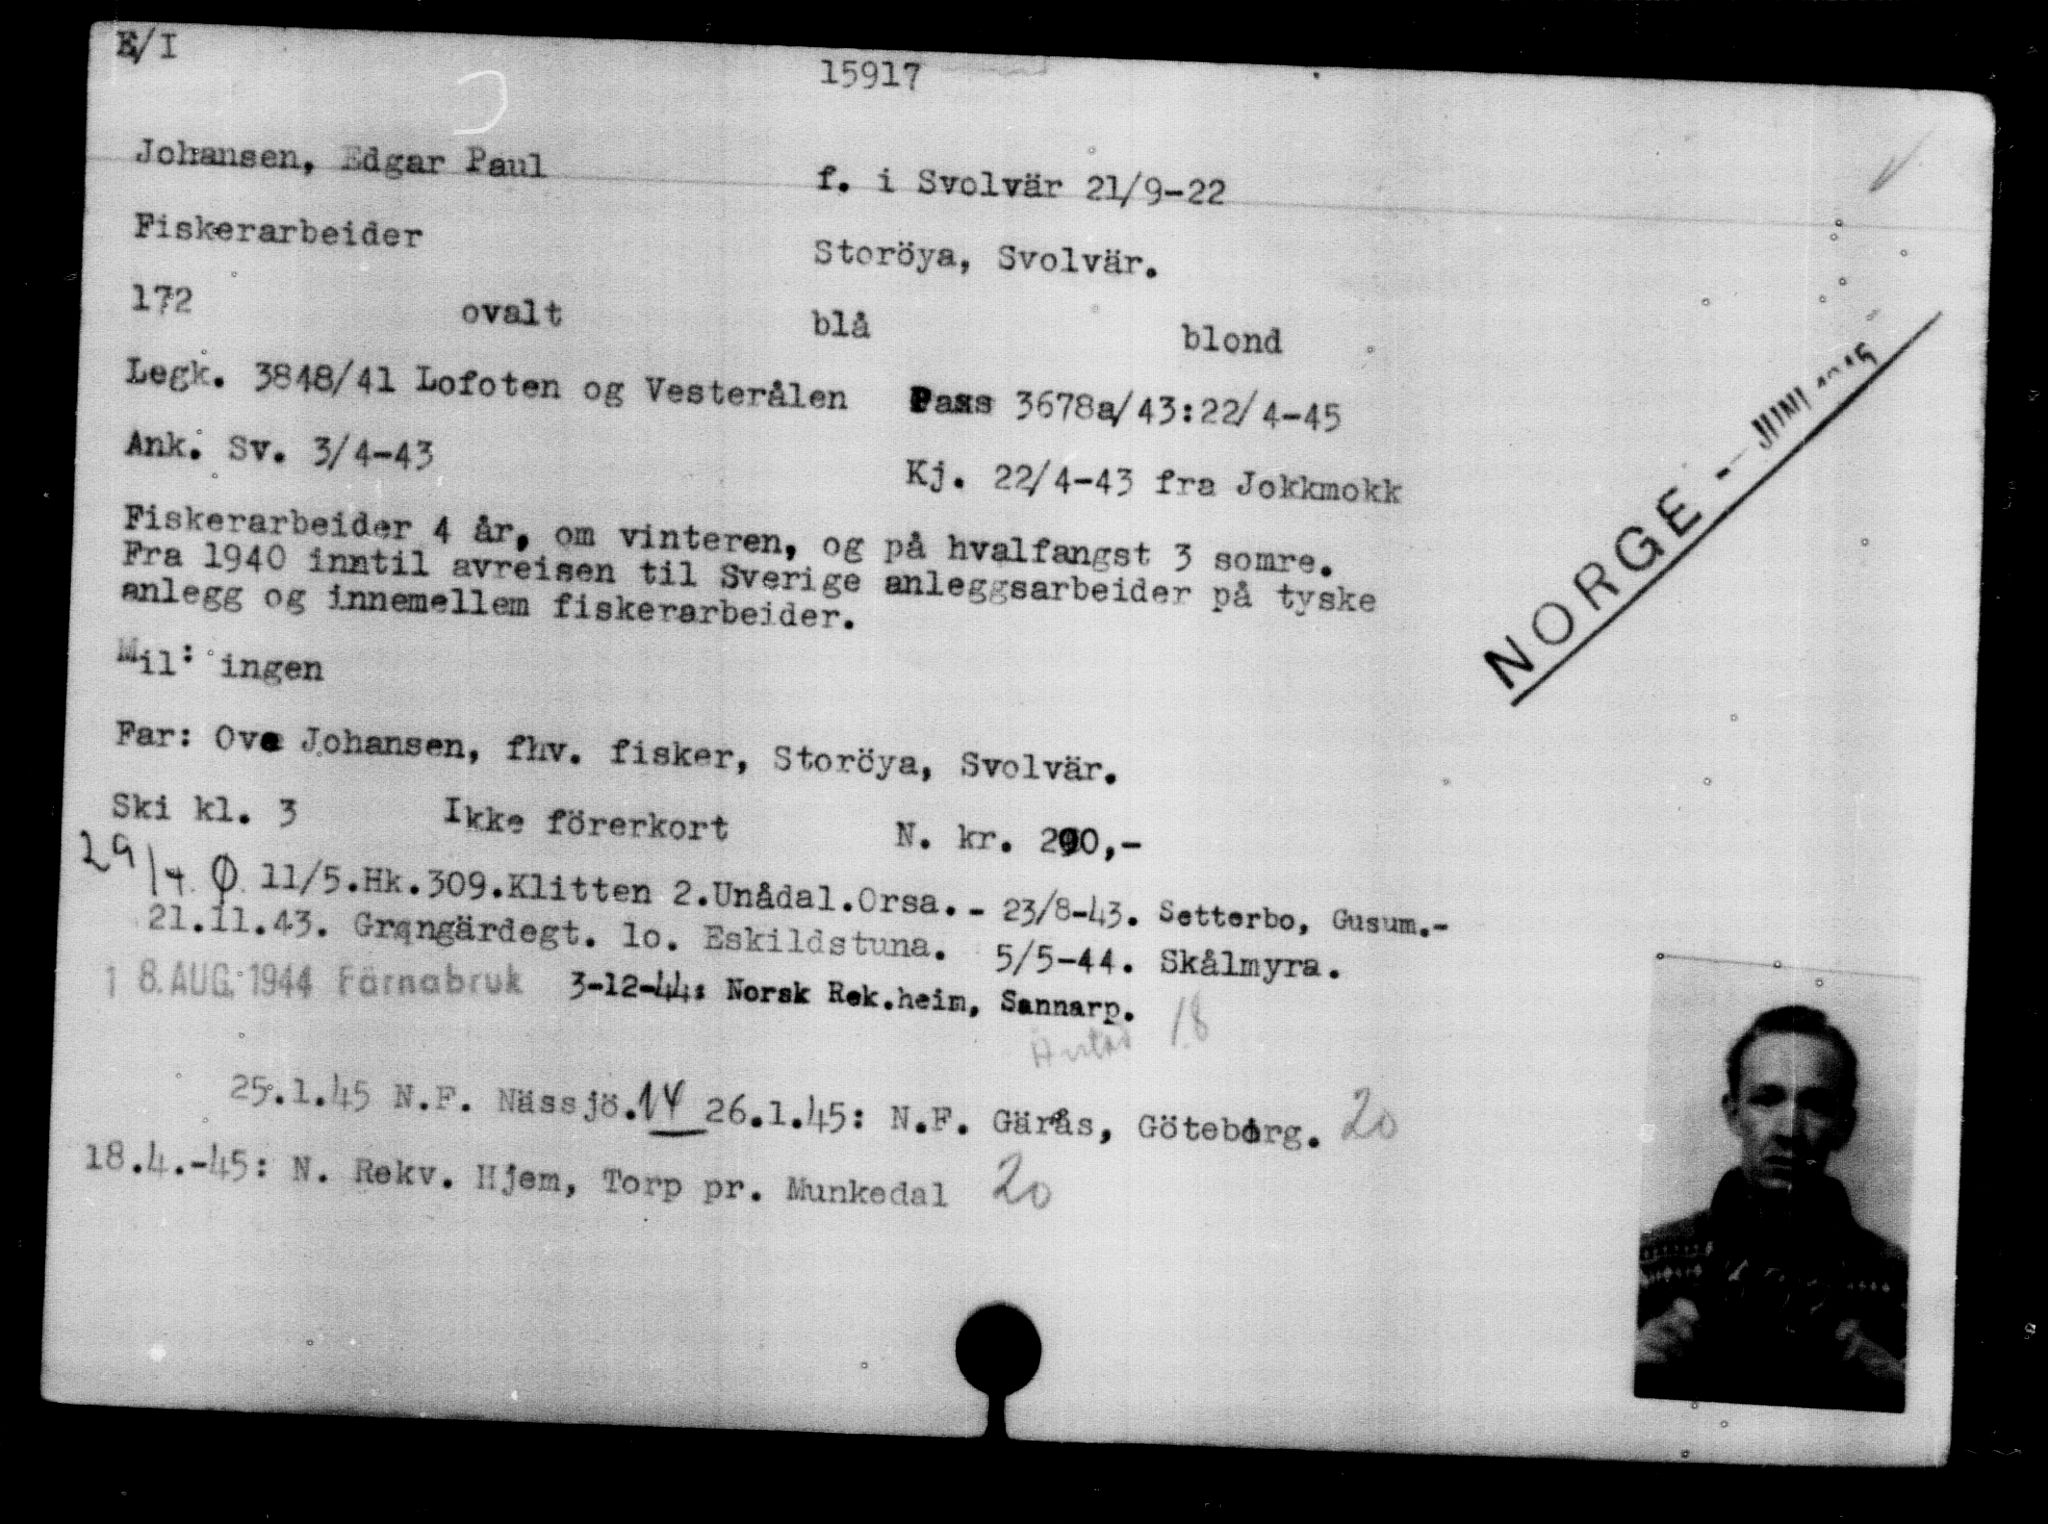 E/I
15917
Johansen, Edgar Paul f. i Svolvär 21/9-22
Fiskerarbeider Storöya, Svolvär.
172 ovalt blå blond
Legk. 3848/41 Lofoten og Vesterålen Pass 3678a/43:22/4-45
Ank. Sv. 3/4-43 Kj. 22/4-43 fra Jokkmokk
Fiskerarbeider 4 år, om vinteren, og på hvalfangst 3 somre.
Fra 1940 inntil avreisen til Sverige anleggsarbeider på tyske
anlegg og innemellem fiskerarbeider.
Mil: ingen
Far: Ove Johansen, fhv. fisker, Storöya, Svolvär.
Ski kl. 3 Ikke förerkort N. kr. 200,-
29/4 Ø 11/5.Hk.309.Klitten 2.Unådal.Orsa.- 23/8-43. Setterbo, Gusum.-
21.11.43. Grangärdegt. 10. Eskildstuna. 5/5-44. Skålmyra.
18. AUG. 1944 Färnabruk 3-12-44: Norsk Rek.heim, Sannarp.
18
25.1.45 N.F. Nässjö. 14 26.1.45: N.F. Gärås, Göteborg. 20
18.4.-45: N. Rekv. Hjem, Torp pr. Munkedal 20
NORGE - JUNI 1945